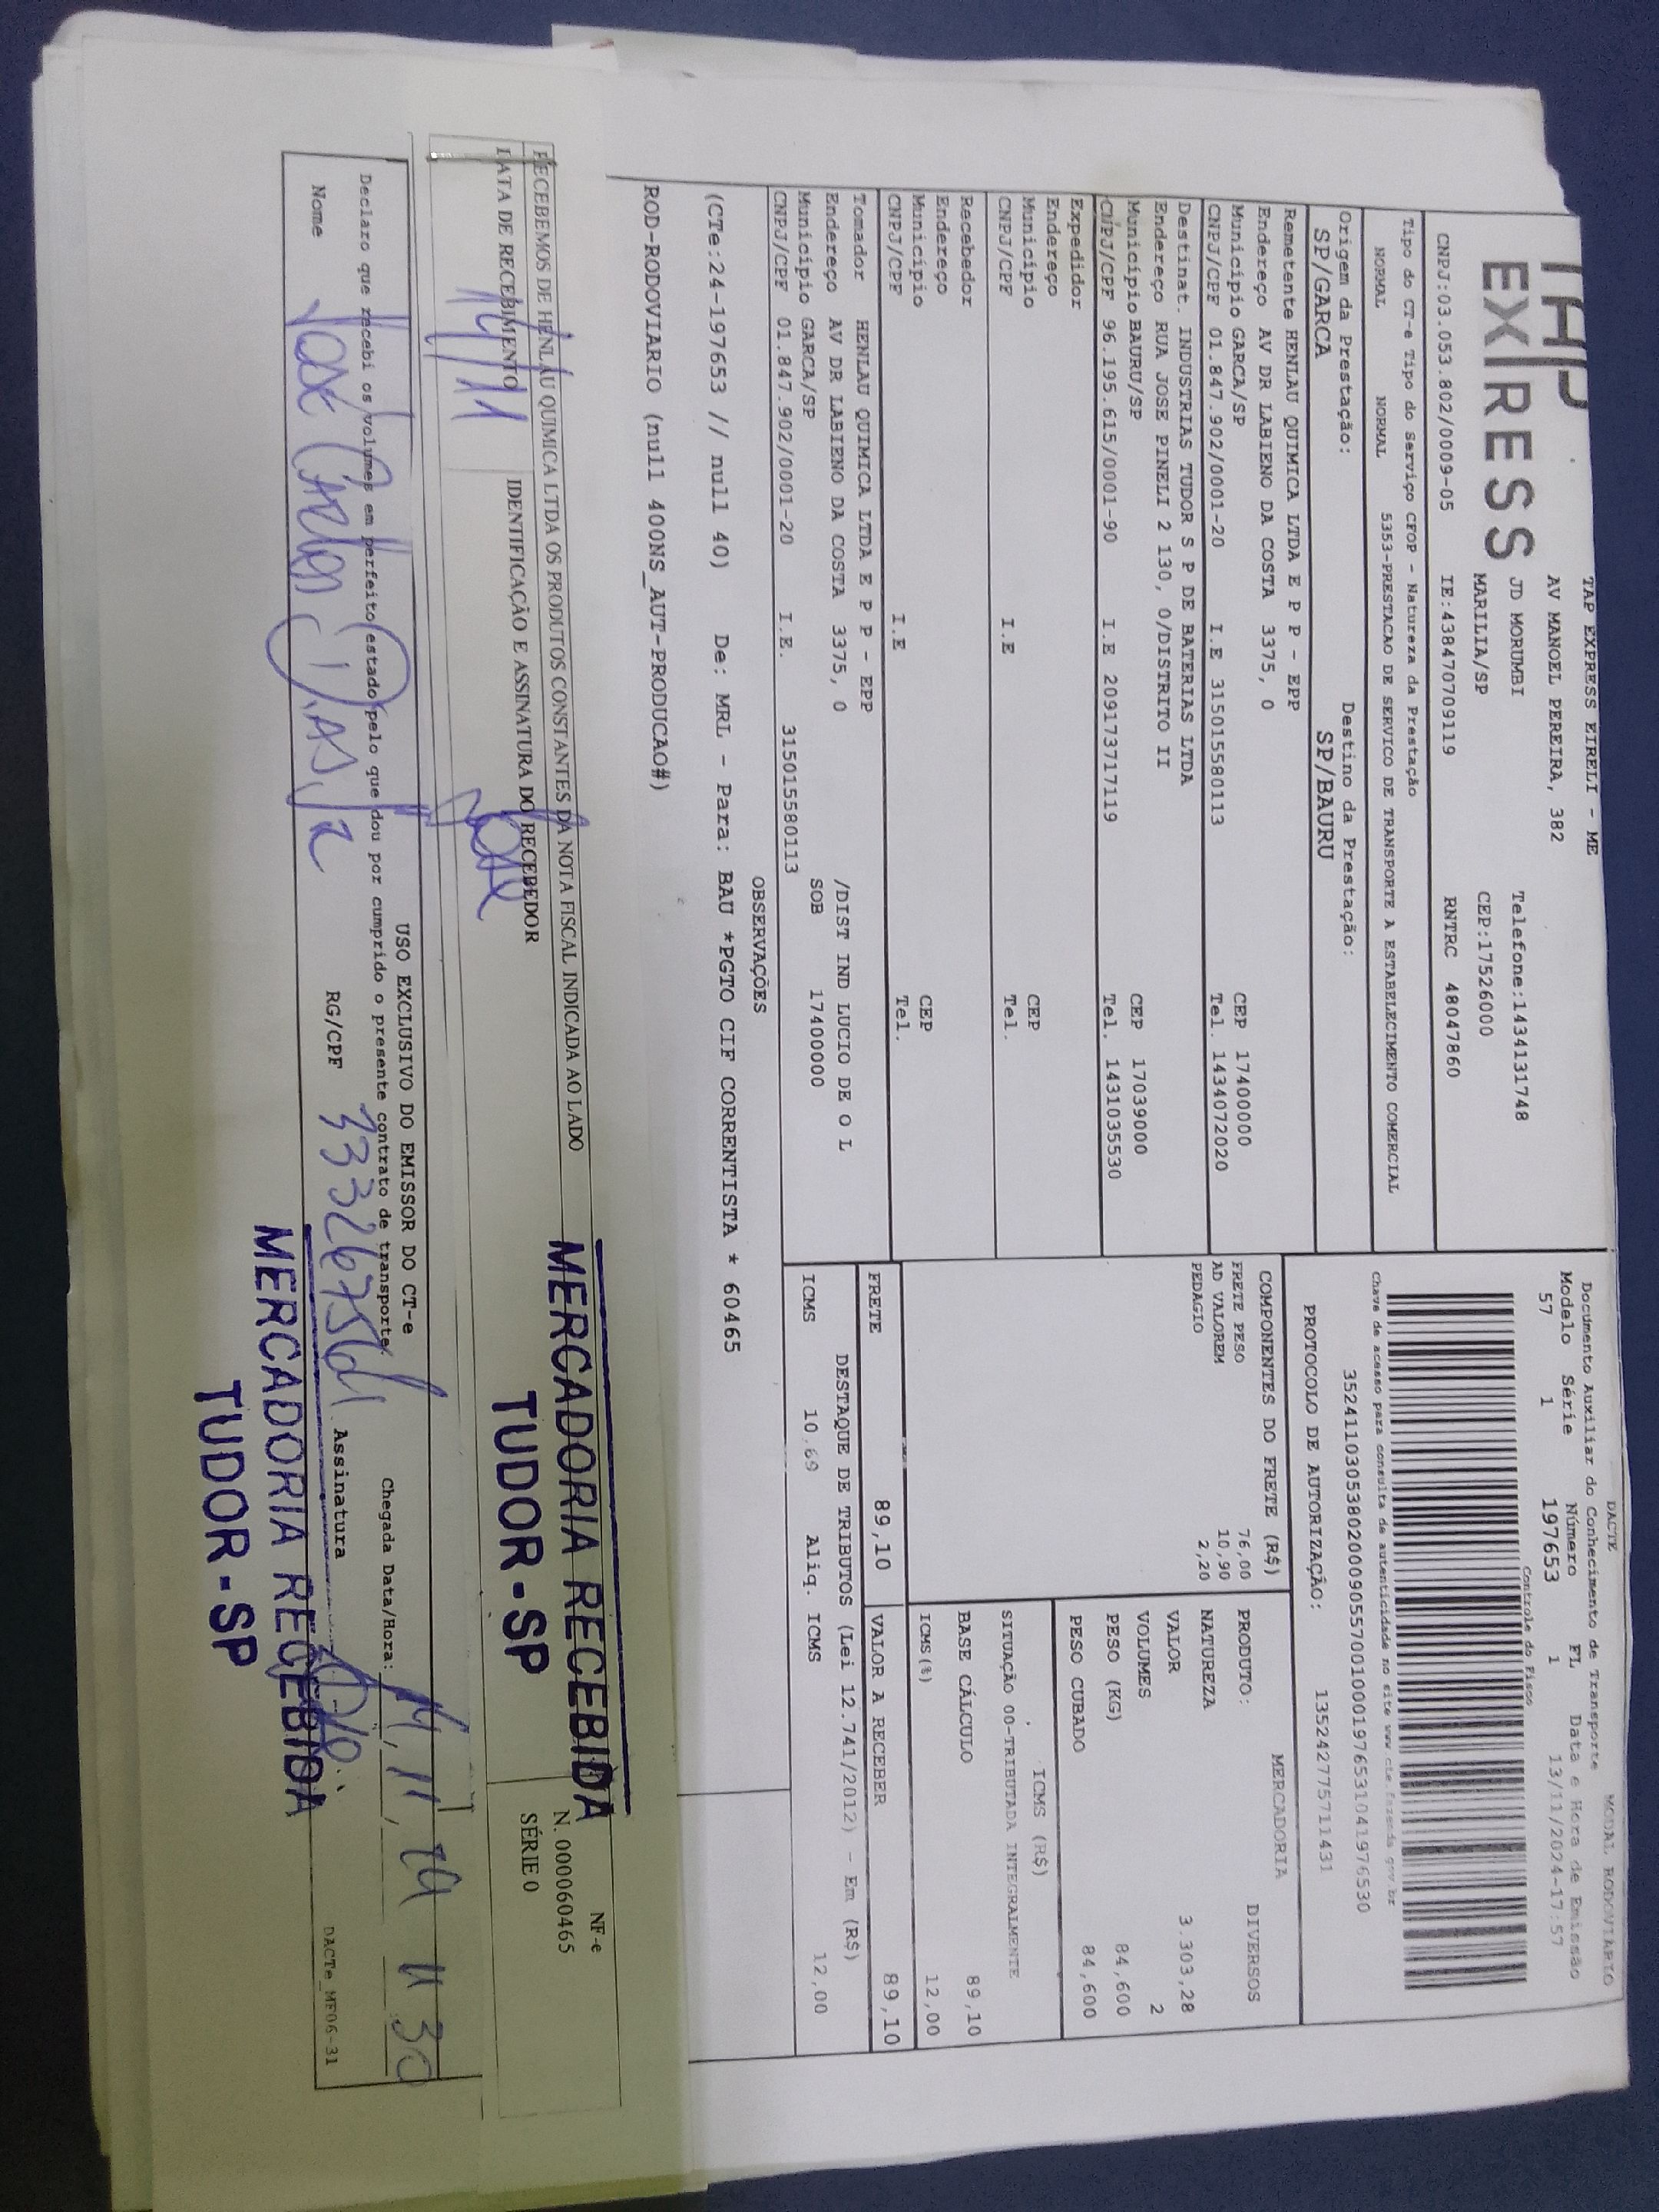 TAP EXPRESS EIRELI - ME
AV MANOEL PEREIRA, 382
EXPRESS
JD MORUMBI Telefone:1434131748
MARILIA/SP CEP:17526000
CNPJ:03.053.802/0009-05 IE:438470709119 RNTRC 48047860
Tipo do CT-e Tipo do Serviço CFOP - Natureza da Prestação
NORMAL NORMAL 5353-PRESTACAO DE SERVICO DE TRANSPORTE A ESTABELECIMENTO COMERCIAL
Origem da Prestação: Destino da Prestação:
SP/GARCA SP/BAURU
DACTE MODAL RODOVIÁRIO
Documento Auxiliar do Conhecimento de Transporte
Modelo Série Número FL Data e Hora de Emissão
57 1 197653 1 13/11/2024-17:57
Controle do Fisco
Chave de acesso para consulta de autenticidade no site www.cte.fazenda.gov.br
35241103053802000905570010001976531041976530
PROTOCOLO DE AUTORIZAÇÃO: 135242775711431
Remetente HENLAU QUIMICA LTDA E P P - EPP
Endereço AV DR LABIENO DA COSTA 3375, 0
Município GARCA/SP CEP 17400000
CNPJ/CPF 01.847.902/0001-20 I.E 315015580113 Tel. 1434072020
Destinat. INDUSTRIAS TUDOR S P DE BATERIAS LTDA
Endereço RUA JOSE PINELI 2 130, 0/DISTRITO II
Município BAURU/SP CEP 17039000
CNPJ/CPF 96.195.615/0001-90 I.E 209173717119 Tel. 1431035530
Expedidor
Endereço
Município CEP
CNPJ/CPF I.E Tel.
Recebedor
Endereço
Município CEP
CNPJ/CPF I.E Tel.
Tomador HENLAU QUIMICA LTDA E P P - EPP
Endereço AV DR LABIENO DA COSTA 3375, 0 /DIST IND LUCIO DE O L
Município GARCA/SP SOB 17400000
CNPJ/CPF 01.847.902/0001-20 I.E. 315015580113
COMPONENTES DO FRETE (R$)
FRETE PESO 76,00
AD VALOREM 10,90
PEDAGIO 2,20
MERCADORIA
PRODUTO: DIVERSOS
NATUREZA
VALOR 3.303,28
VOLUMES 2
PESO (KG) 84,600
PESO CUBADO 84,600
ICMS (R$)
SITUAÇÃO 00-TRIBUTADA INTEGRALMENTE
BASE CÁLCULO 89,10
ICMS(%) 12,00
FRETE 89,10 VALOR A RECEBER 89,10
DESTAQUE DE TRIBUTOS (Lei 12.741/2012) - Em (R$)
ICMS 10,69 Aliq. ICMS 12,00
OBSERVAÇÕES
(CTe:24-197653 // null 40) De: MRL - Para: BAU *PGTO CIF CORRENTISTA * 60465
ROD-RODOVIARIO (null 400NS_AUT-PRODUCAO#)
RECEBEMOS DE HENLAU QUIMICA LTDA OS PRODUTOS CONSTANTES DA NOTA FISCAL INDICADA AO LADO
DATA DE RECEBIMENTO IDENTIFICAÇÃO E ASSINATURA DO RECEBEDOR
14/11 José
NF-e
N. 000060465
SÉRIE 0
MERCADORIA RECEBIDA
TUDOR-SP
USO EXCLUSIVO DO EMISSOR DO CT-e
Declaro que recebi os volumes em perfeito estado pelo que dou por cumprido o presente contrato de transporte
Chegada Data/Hora: 14/11/24 11 30
Nome José Carlos Dias Jr RG/CPF Assinatura
DACTe MF06-31
MERCADORIA RECEBIDA
TUDOR-SP